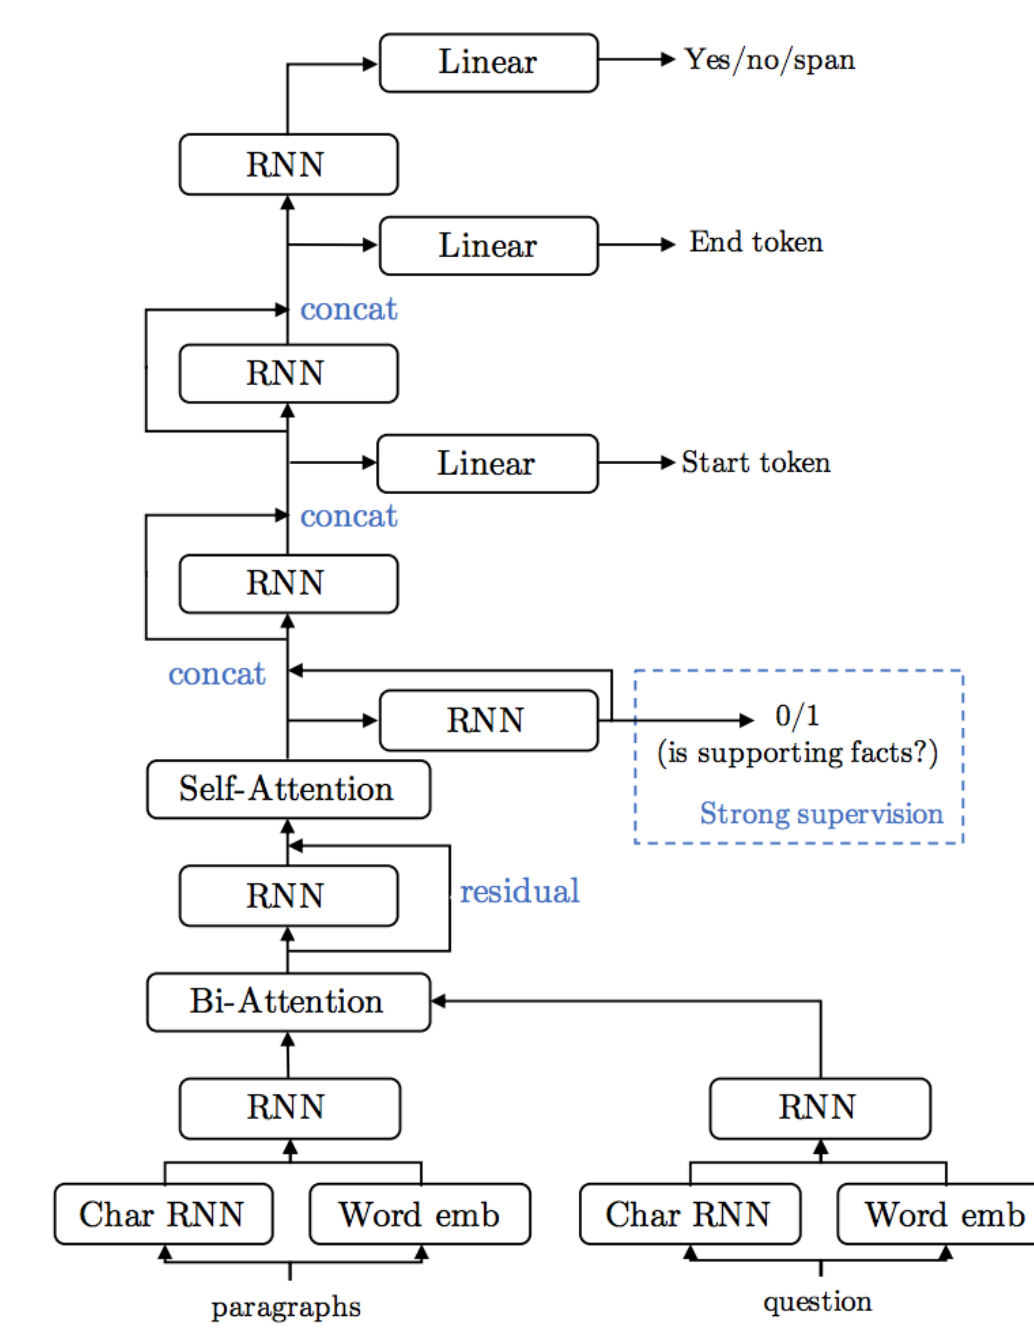 Linear
Yes/no/span
RNN
Linear
End token
concat
RNN
Linear
Start token
concat
RNN
concat
RNN
0/1
(is supporting facts?)
Strong supervision
Self-Attention
RNN
residual
Bi-Attention
RNN
RNN
Char RNN
Word emb
Char RNN
Word emb
paragraphs
question